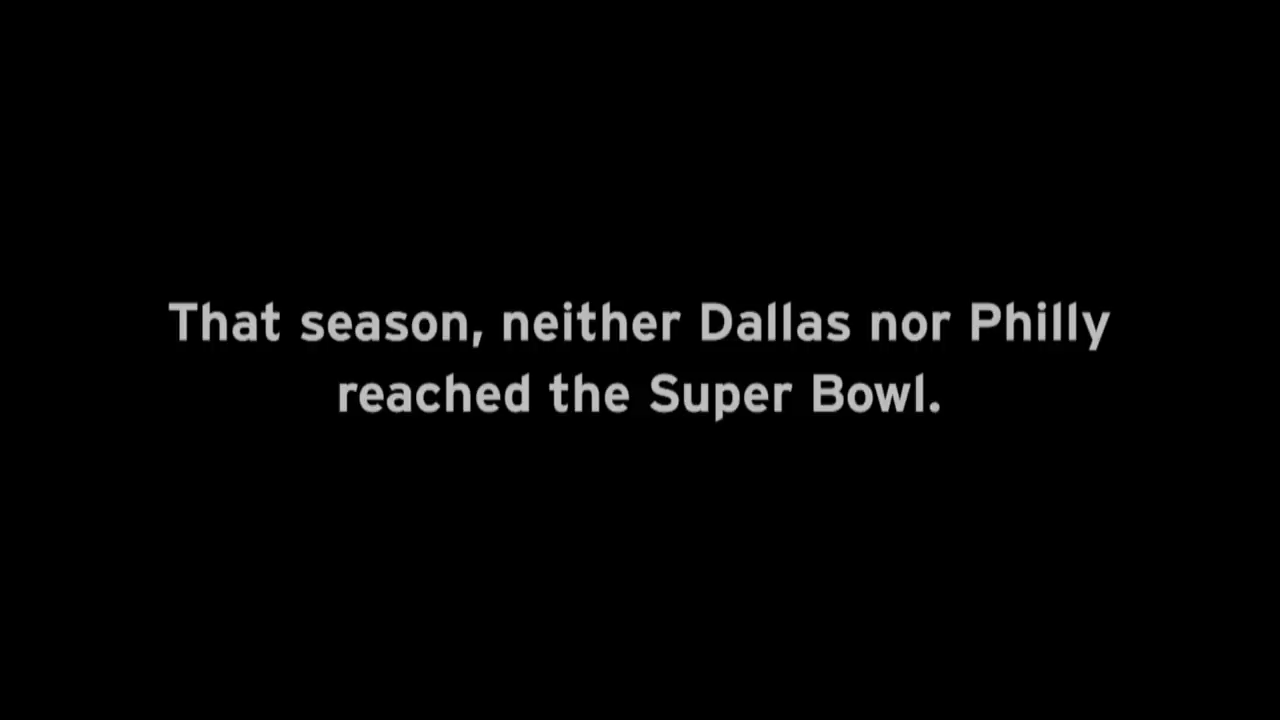 That season, neither Dallas nor Philly
reached the Super Bowl.